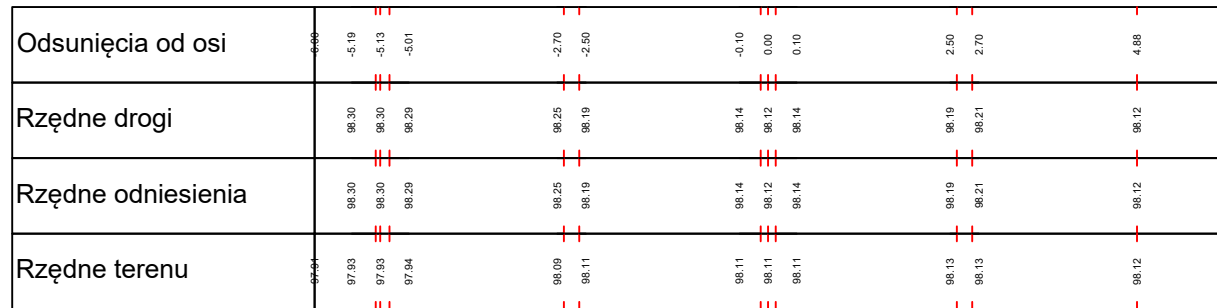 Odsunięcia od osi -6.00 -5.19 -5.13 -5.01 -2.70 -2.50 -0.10 0.00 0.10 2.50 2.70 4.88
Rzędne drogi 98.30 98.30 98.29 98.25 98.19 98.14 98.12 98.14 98.19 98.21 98.12
Rzędne odniesienia 98.30 98.30 98.29 98.25 98.19 98.14 98.12 98.14 98.19 98.21 98.12
Rzędne terenu 97.91 97.93 97.93 97.94 98.09 98.11 98.11 98.11 98.11 98.13 98.13 98.12